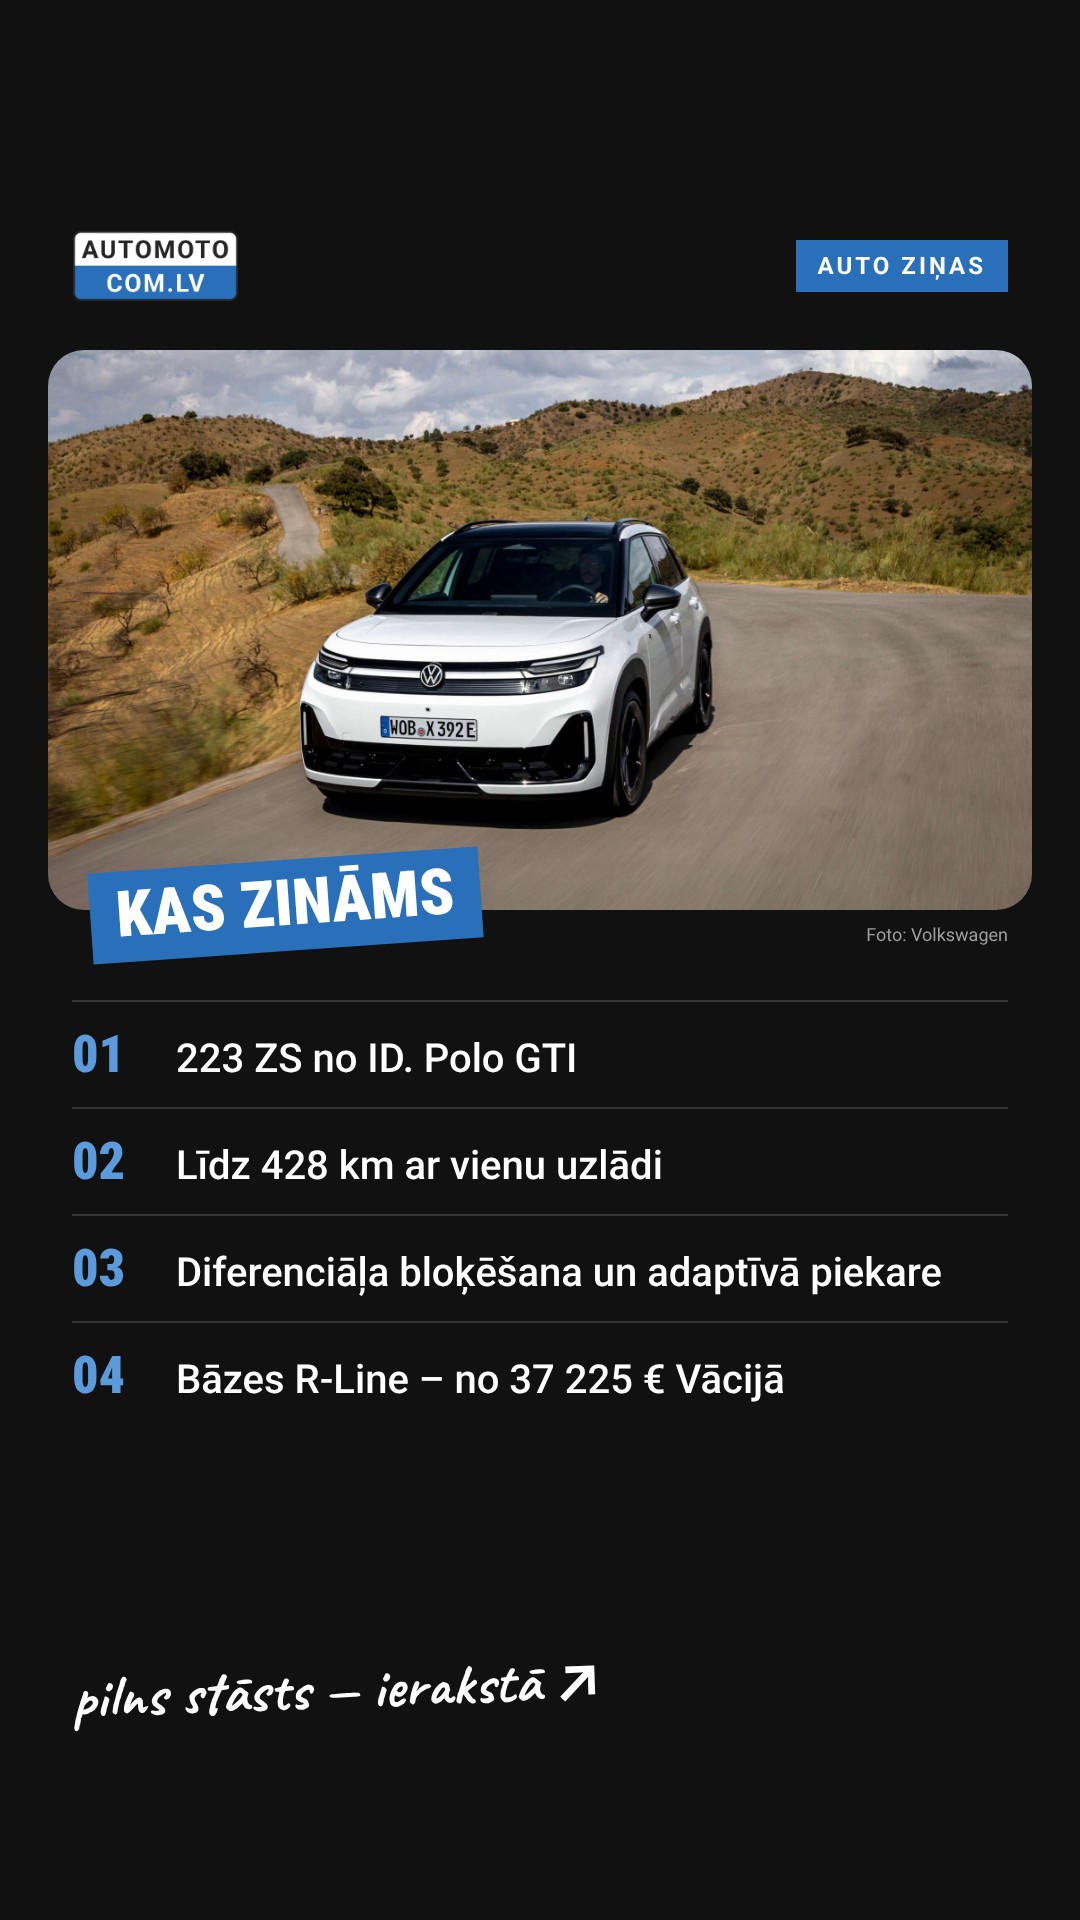 AUTOMOTO
COM.LV
AUTO ZIŅAS
WOB X 392 E
KAS ZINĀMS
Foto: Volkswagen
01 223 ZS no ID. Polo GTI
02 Līdz 428 km ar vienu uzlādi
03 Diferenciāļa bloķēšana un adaptīvā piekare
04 Bāzes R-Line – no 37 225 € Vācijā
pilns stāsts – ierakstā ↗